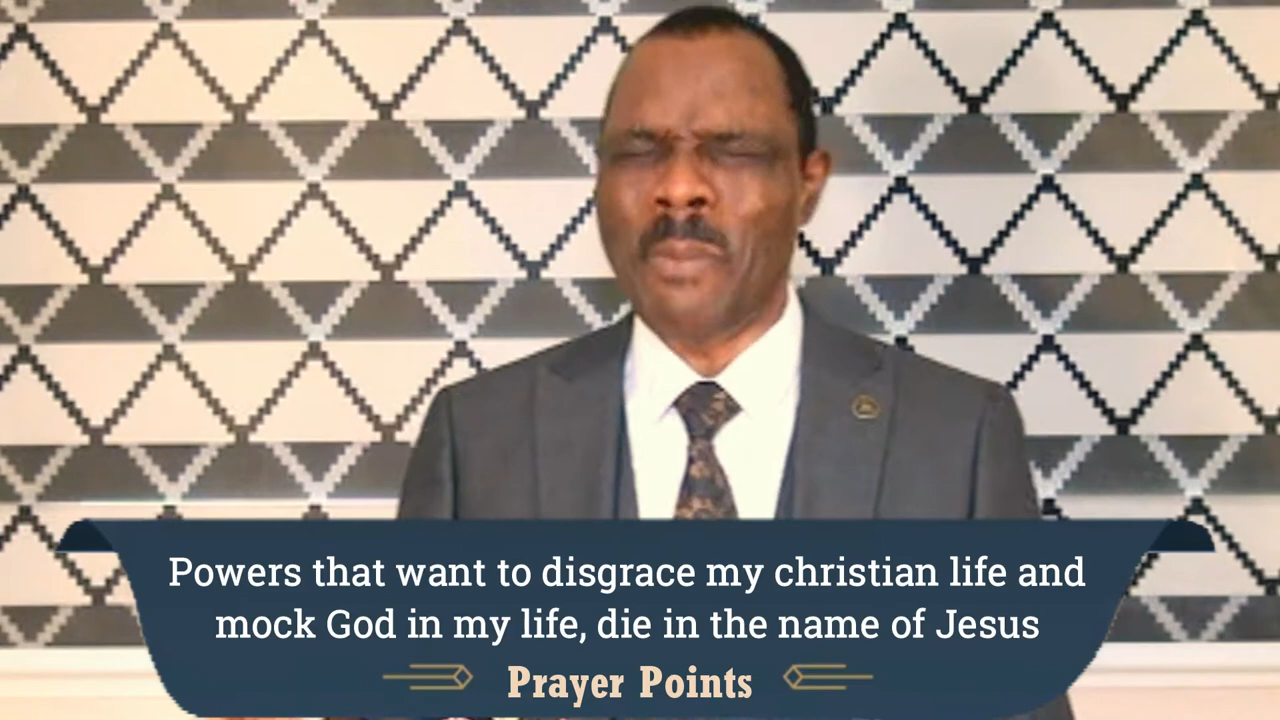 Powers that want to disgrace my christian life and
mock God in my life, die in the name of Jesus
Prayer Points